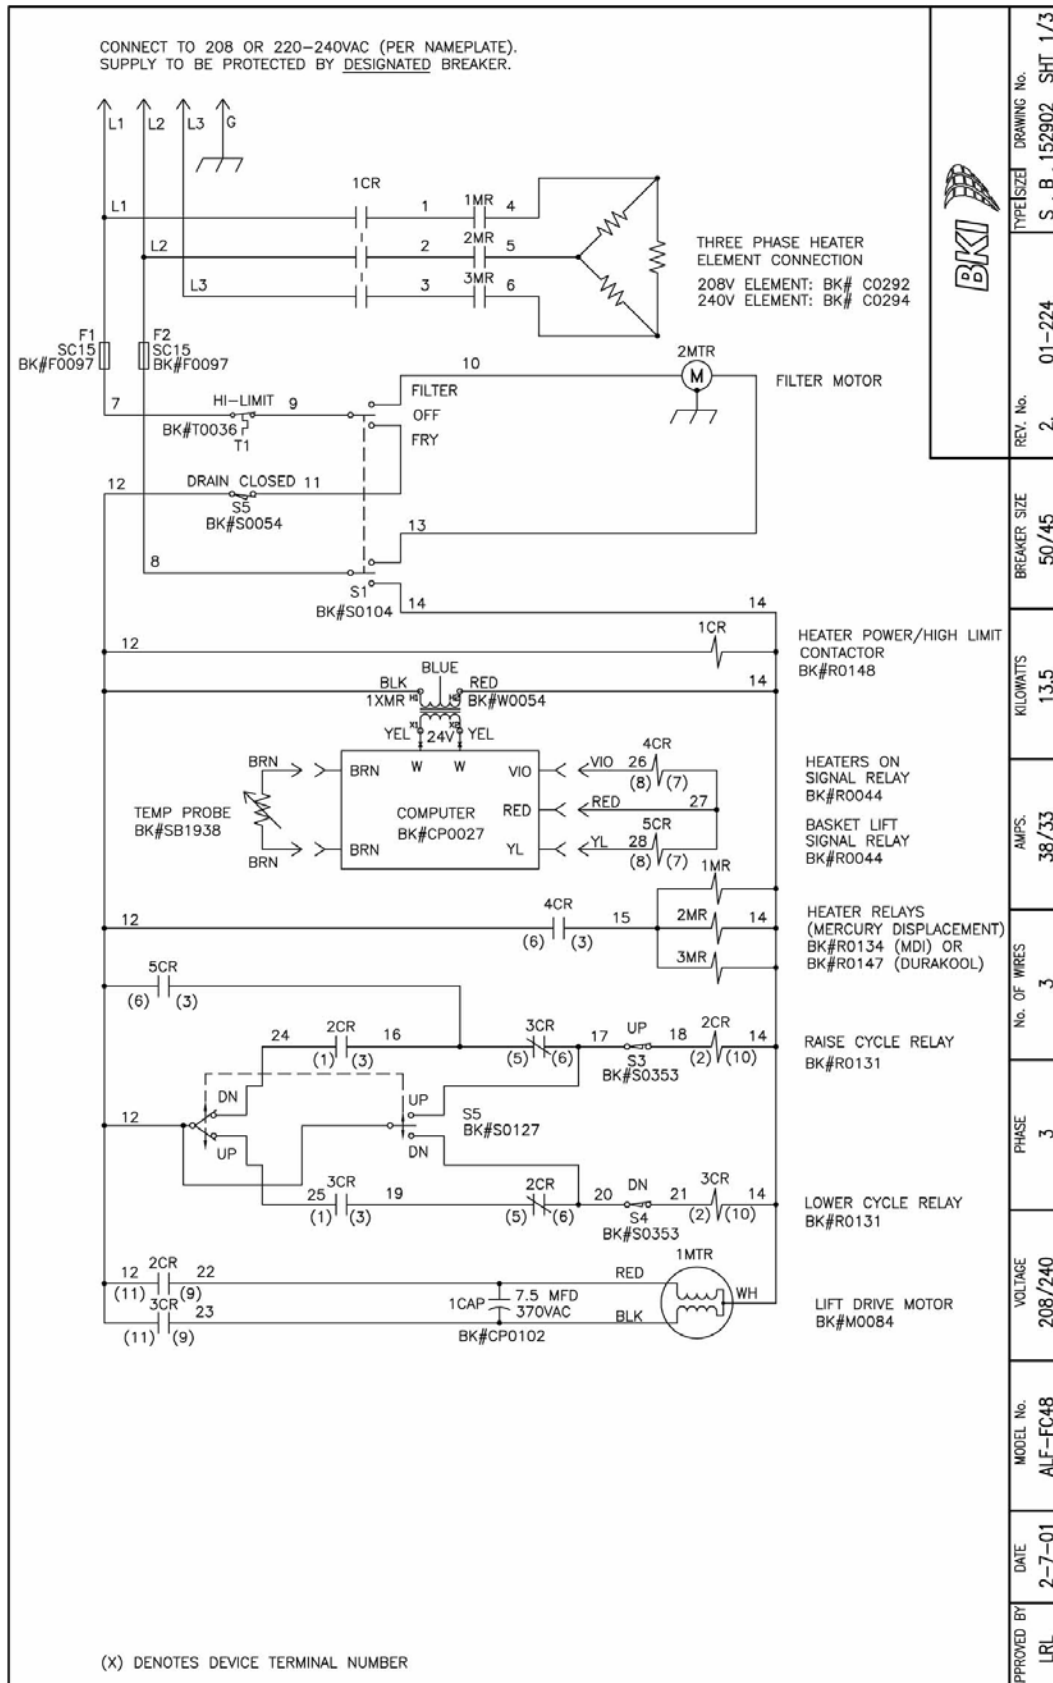 CONNECT TO 208 OR 220-240VAC (PER NAMEPLATE).
SUPPLY TO BE PROTECTED BY DESIGNATED BREAKER.
L1 L2 L3 G
1CR
L1 1 1MR 4
L2 2 2MR 5
L3 3 3MR 6
THREE PHASE HEATER
ELEMENT CONNECTION
208V ELEMENT: BK# C0292
240V ELEMENT: BK# C0294
F1
SC15
BK#F0097
F2
SC15
BK#F0097
10
2MTR
M
FILTER MOTOR
7
HI-LIMIT
9
BK#T0036
T1
FILTER
OFF
FRY
12
DRAIN CLOSED 11
S5
BK#S0054
13
8
S1
BK#S0104
14 14
12
1CR
HEATER POWER/HIGH LIMIT
CONTACTOR
BK#R0148
BLUE
BLK RED
1XMR H1 H2 BK#W0054
14
X1 X2
YEL 24V YEL
BRN
BRN
W W
VIO
VIO 26
4CR
(8) (7)
HEATERS ON
SIGNAL RELAY
BK#R0044
TEMP PROBE
BK#SB1938
COMPUTER
BK#CP0027
RED
RED 27
BRN
BRN
YL
YL 28
5CR
(8) (7)
BASKET LIFT
SIGNAL RELAY
BK#R0044
1MR
12
4CR
(6) (3)
15
2MR 14
3MR
HEATER RELAYS
(MERCURY DISPLACEMENT)
BK#R0134 (MDI) OR
BK#R0147 (DURAKOOL)
5CR
(6) (3)
24
2CR
(1) (3)
16
3CR
(5) (6)
17
UP
S3
BK#S0353
18
2CR
(2) (10)
14
RAISE CYCLE RELAY
BK#R0131
12
DN
UP
UP
DN
S5
BK#S0127
25
3CR
(1) (3)
19
2CR
(5) (6)
20
DN
S4
BK#S0353
21
3CR
(2) (10)
14
LOWER CYCLE RELAY
BK#R0131
12
2CR
(11) (9)
22
3CR
(11) (9)
23
1CAP
7.5 MFD
370VAC
BK#CP0102
RED
BLK
1MTR
WH
LIFT DRIVE MOTOR
BK#M0084
(X) DENOTES DEVICE TERMINAL NUMBER
BKI
DRAWING No.
152902 SHT 1/3
SIZE
B
TYPE
S
01-224
REV. No.
2.
BREAKER SIZE
50/45
KILOWATTS
13.5
AMPS.
38/33
No. OF WIRES
3
PHASE
3
VOLTAGE
208/240
MODEL No.
ALF-FC48
DATE
2-7-01
PPROVED BY
LRL